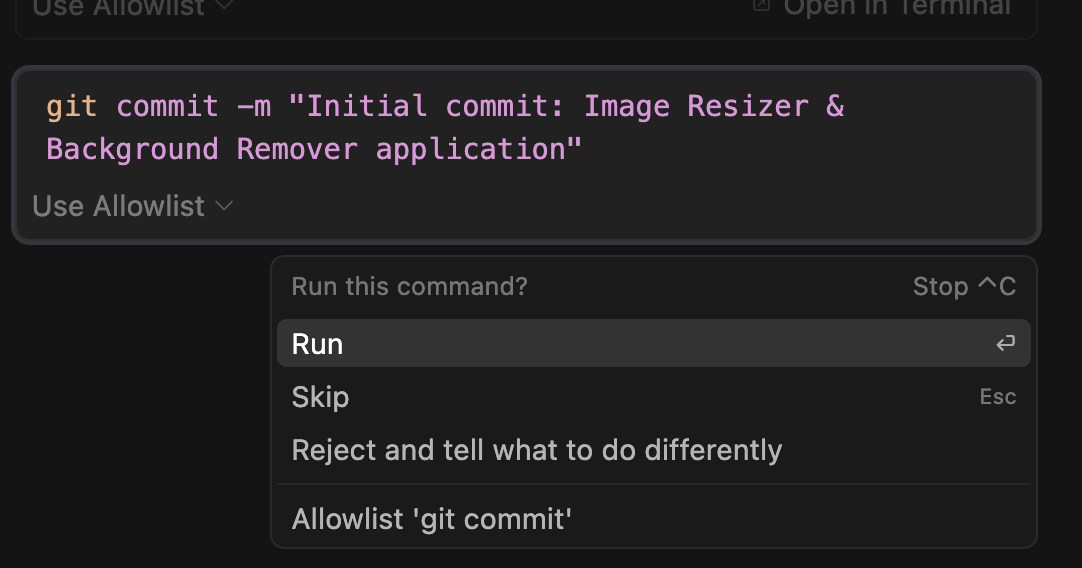 Use Allowlist
Open in Terminal
git commit -m "Initial commit: Image Resizer &
Background Remover application"
Use Allowlist
Run this command?
Stop ^C
Run
Skip
Esc
Reject and tell what to do differently
Allowlist 'git commit'